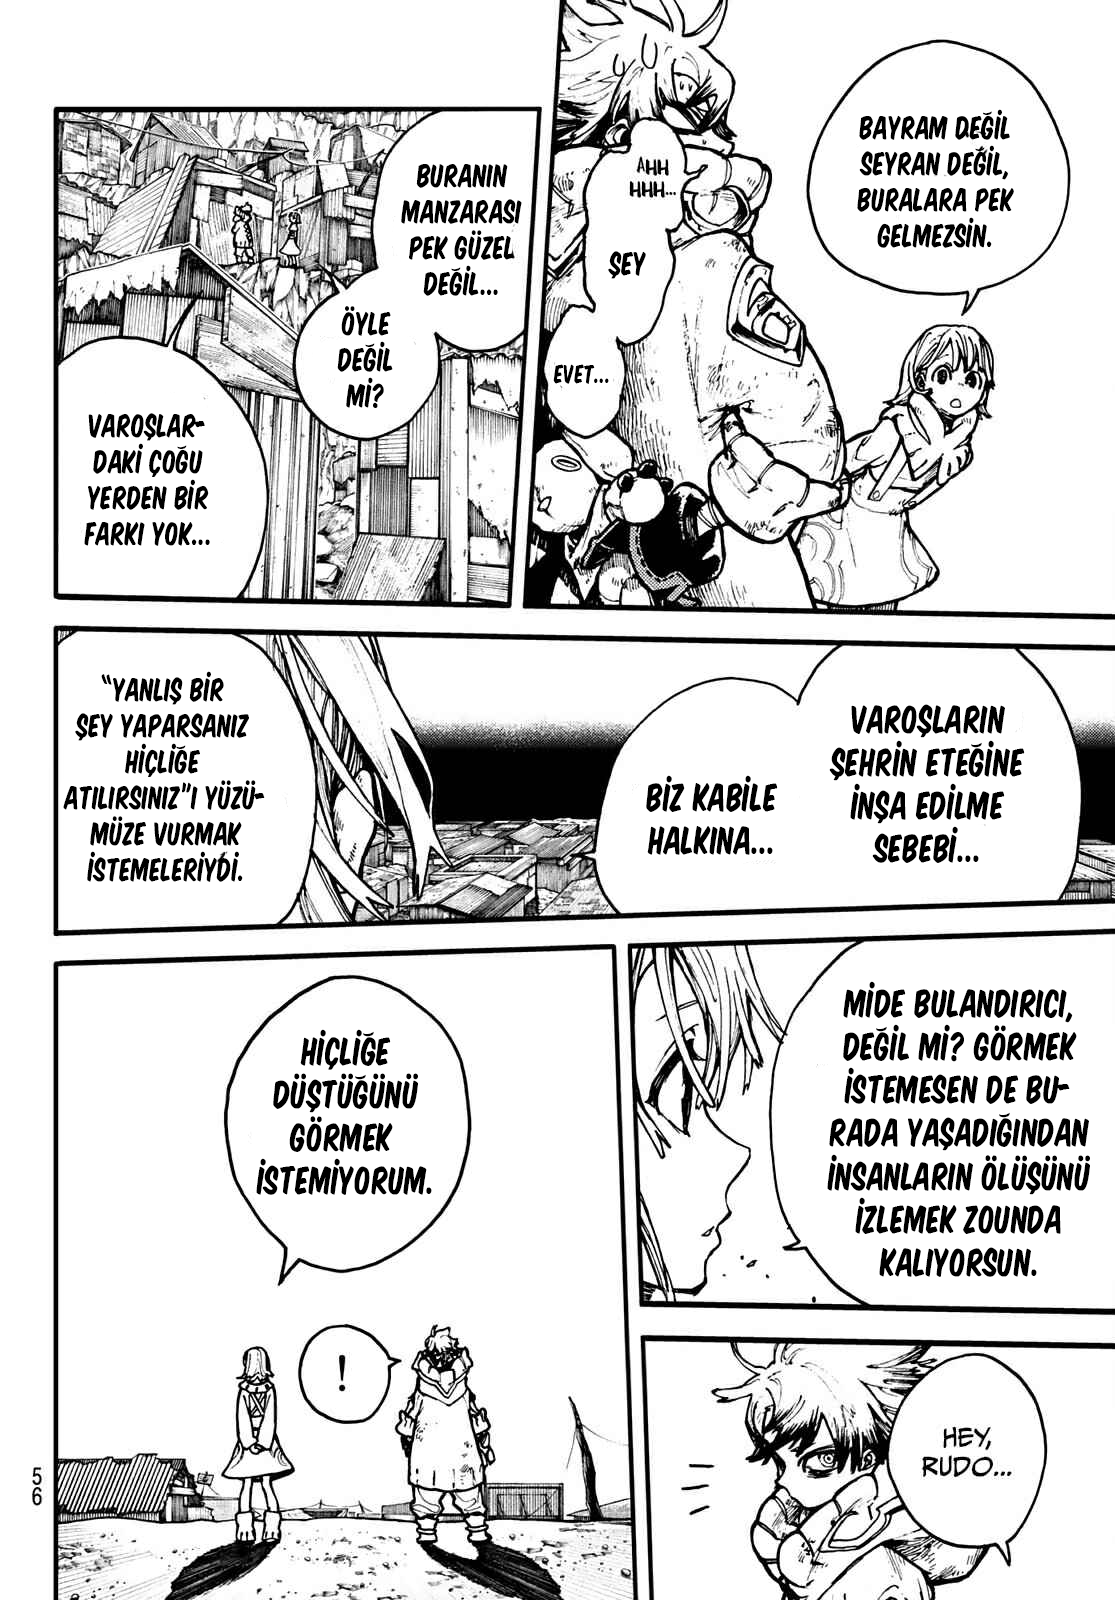 BAYRAM DEĞİL
SEYRAN DEĞİL,
BURALARA PEK
GELMEZSİN.
AHH
HHH...
ŞEY
EVET...
BURANIN
MANZARASI
PEK GÜZEL
DEĞİL...
ÖYLE
DEĞİL
Mİ?
VAROŞLAR-
DAKİ ÇOĞU
YERDEN BİR
FARKI YOK...
VAROŞLARIN
ŞEHRİN ETEĞİNE
İNŞA EDİLME
SEBEBİ...
BİZ KABİLE
HALKINA...
"YANLIŞ BİR
ŞEY YAPARSANIZ
HİÇLİĞE
ATILIRSINIZ"I YÜZÜ-
MÜZE VURMAK
İSTEMELERİYDİ.
MİDE BULANDIRICI,
DEĞİL Mİ? GÖRMEK
İSTEMESEN DE BU-
RADA YAŞADIĞINDAN
İNSANLARIN ÖLÜŞÜNÜ
İZLEMEK ZOUNDA
KALIYORSUN.
HEY,
RUDO...
HİÇLİĞE
DÜŞTÜĞÜNÜ
GÖRMEK
İSTEMİYORUM.
!
56